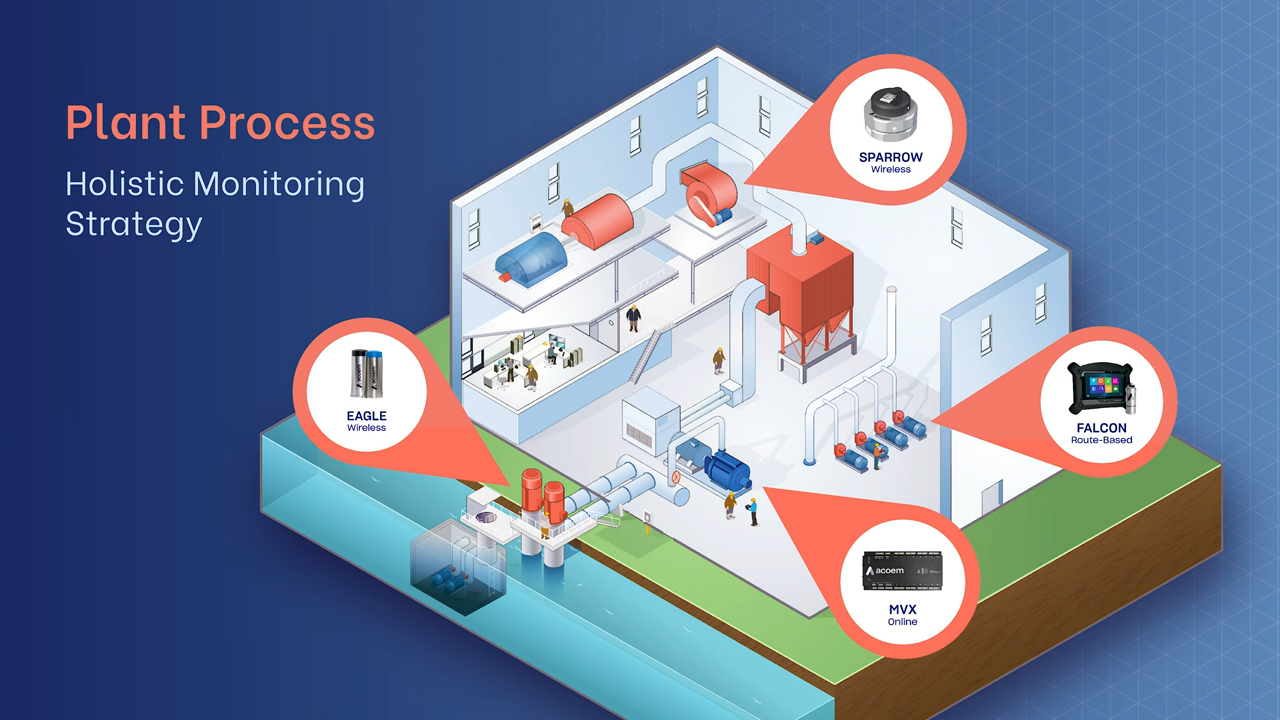 Plant Process
Holistic Monitoring
Strategy
SPARROW
Wireless
EAGLE
Wireless
FALCON
Route-Based
acoem
MVX
Online